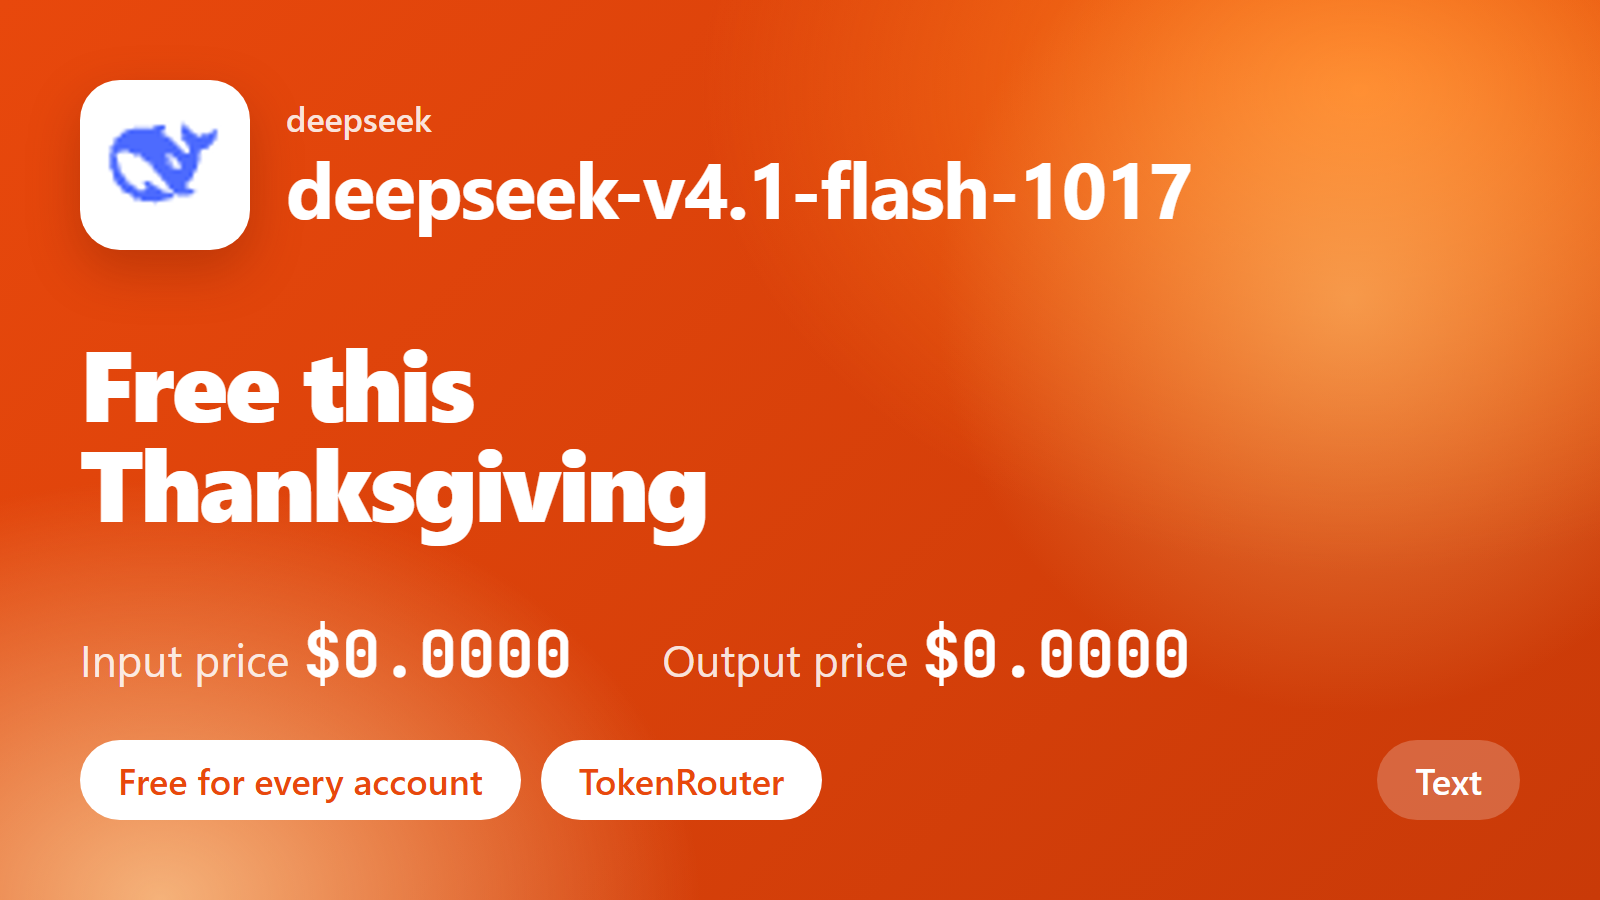 deepseek
deepseek-v4.1-flash-1017
Free this
Thanksgiving
Input price $0.0000 Output price $0.0000
Free for every account TokenRouter Text